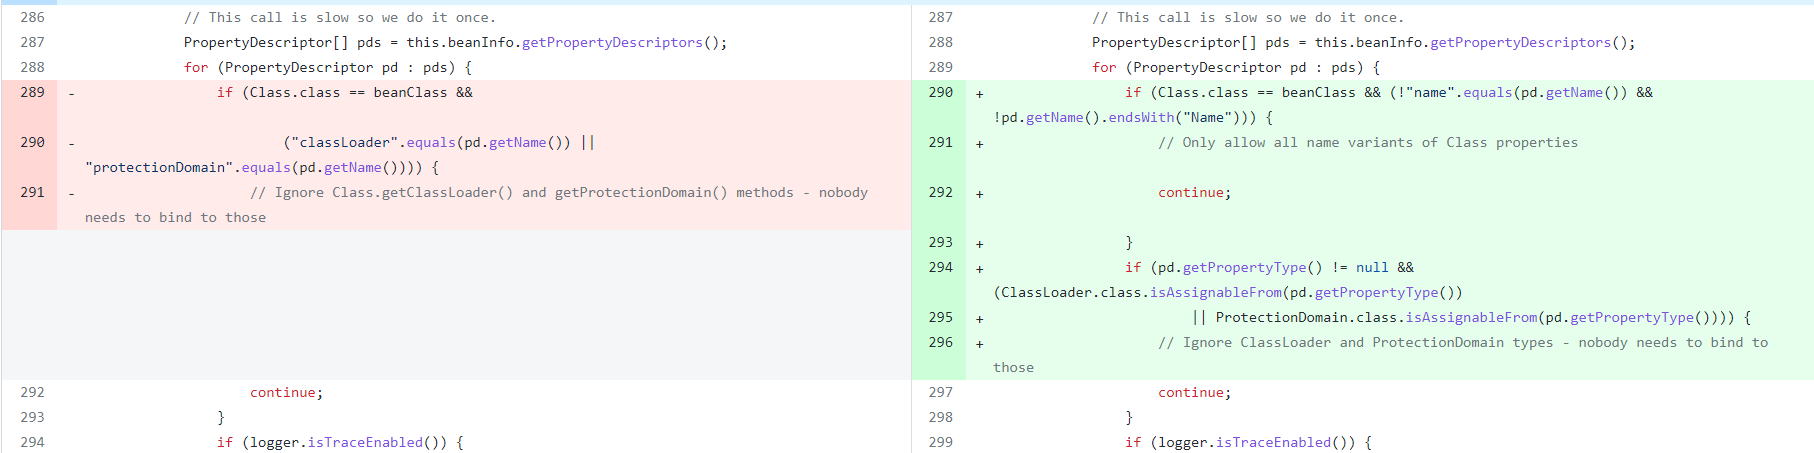 286 // This call is slow so we do it once.
287 PropertyDescriptor[] pds = this.beanInfo.getPropertyDescriptors();
288 for (PropertyDescriptor pd : pds) {
289 - if (Class.class == beanClass &&
290 - ("classLoader".equals(pd.getName()) ||
"protectionDomain".equals(pd.getName()))) {
291 - // Ignore Class.getClassLoader() and getProtectionDomain() methods - nobody
needs to bind to those
292 continue;
293 }
294 if (logger.isTraceEnabled()) {
287 // This call is slow so we do it once.
288 PropertyDescriptor[] pds = this.beanInfo.getPropertyDescriptors();
289 for (PropertyDescriptor pd : pds) {
290 + if (Class.class == beanClass && (!"name".equals(pd.getName()) &&
!pd.getName().endsWith("Name"))) {
291 + // Only allow all name variants of Class properties
292 + continue;
293 + }
294 + if (pd.getPropertyType() != null &&
(ClassLoader.class.isAssignableFrom(pd.getPropertyType())
295 + || ProtectionDomain.class.isAssignableFrom(pd.getPropertyType()))) {
296 + // Ignore ClassLoader and ProtectionDomain types - nobody needs to bind to
those
297 continue;
298 }
299 if (logger.isTraceEnabled()) {